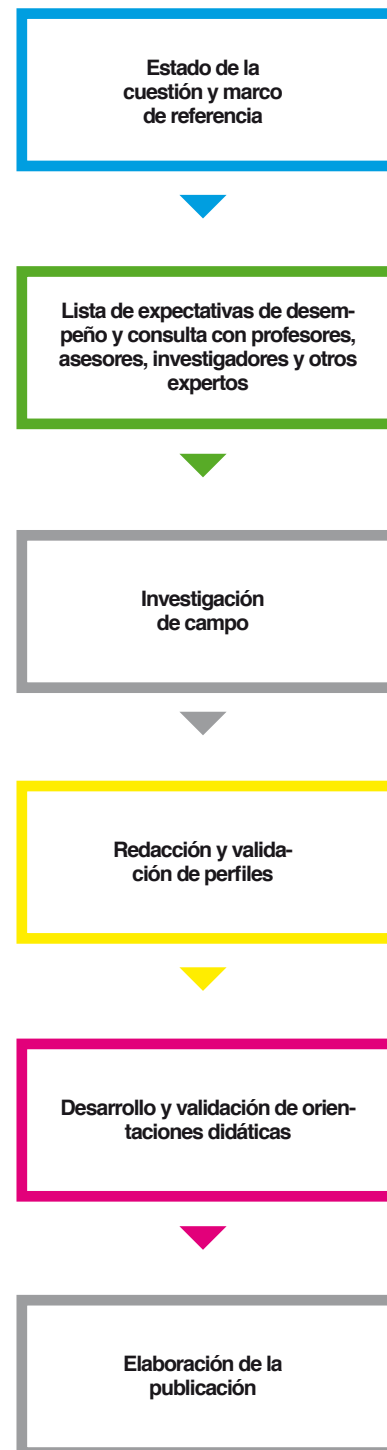 Estado de la
cuestión y marco
de referencia
Lista de expectativas de desem-
peño y consulta con profesores,
asesores, investigadores y otros
expertos
Investigación
de campo
Redacción y valida-
ción de perfiles
Desarrollo y validación de orien-
taciones didáticas
Elaboración de la
publicación